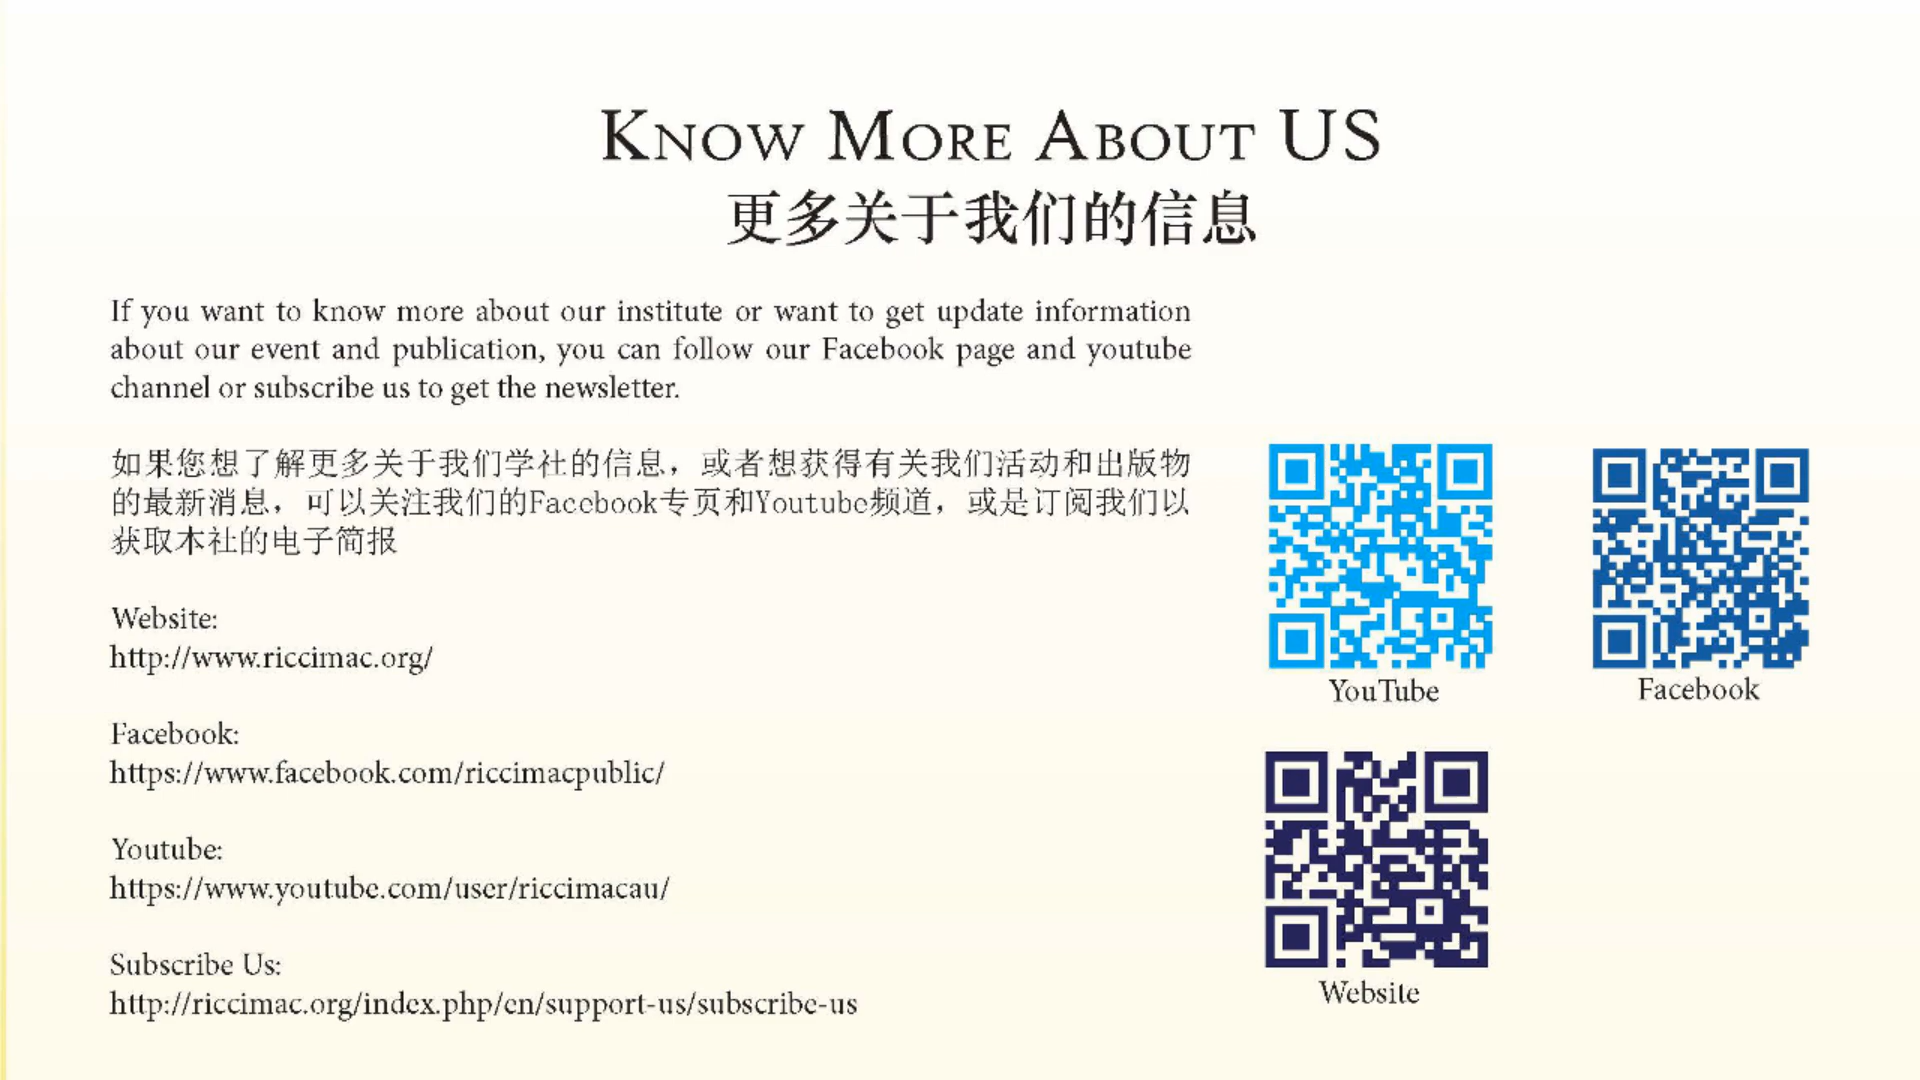 Know More About US
更多关于我们的信息
If you want to know more about our institute or want to get update information
about our event and publication, you can follow our Facebook page and youtube
channel or subscribe us to get the newsletter.
如果您想了解更多关于我们学社的信息，或者想获得有关我们活动和出版物
的最新消息，可以关注我们的Facebook专页和Youtube频道，或是订阅我们以
获取本社的电子简报
Website:
http://www.riccimac.org/
Facebook:
https://www.facebook.com/riccimacpublic/
Youtube:
https://www.youtube.com/user/riccimacau/
Subscribe Us:
http://riccimac.org/index.php/en/support-us/subscribe-us
YouTube
Facebook
Website